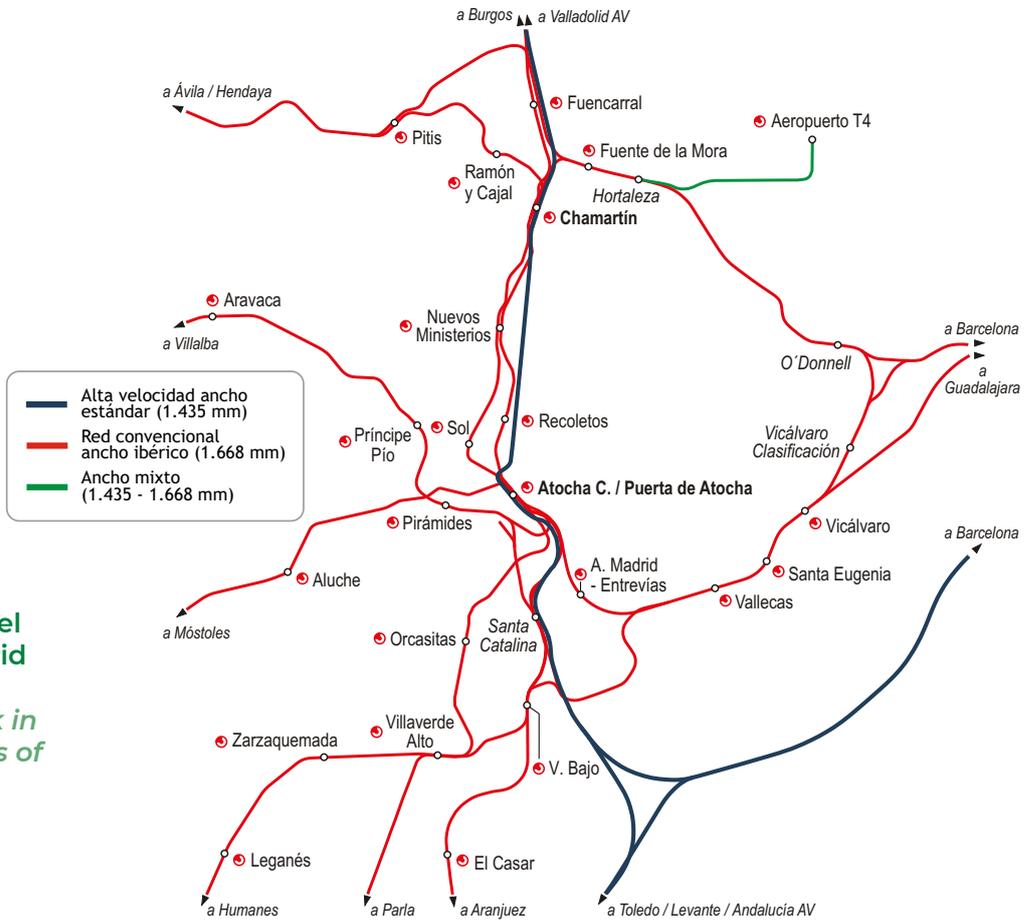 a Burgos
a Valladolid AV
a Ávila / Hendaya
Fuencarral
Aeropuerto T4
Pitis
Fuente de la Mora
Ramón
y Cajal
Hortaleza
Chamartín
Aravaca
Nuevos
Ministerios
a Villalba
a Barcelona
O´Donnell
a
Guadalajara
Alta velocidad ancho
estándar (1.435 mm)
Red convencional
ancho ibérico (1.668 mm)
Ancho mixto
(1.435 - 1.668 mm)
Príncipe
Pío
Sol
Recoletos
Vicálvaro
Clasificación
Atocha C. / Puerta de Atocha
Pirámides
Vicálvaro
a Barcelona
Aluche
A. Madrid
- Entrevías
Santa Eugenia
Vallecas
a Móstoles
el
id
Orcasitas
Santa
Catalina
k in
s of
Zarzaquemada
Villaverde
Alto
V. Bajo
Leganés
El Casar
a Humanes
a Parla
a Aranjuez
a Toledo / Levante / Andalucía AV